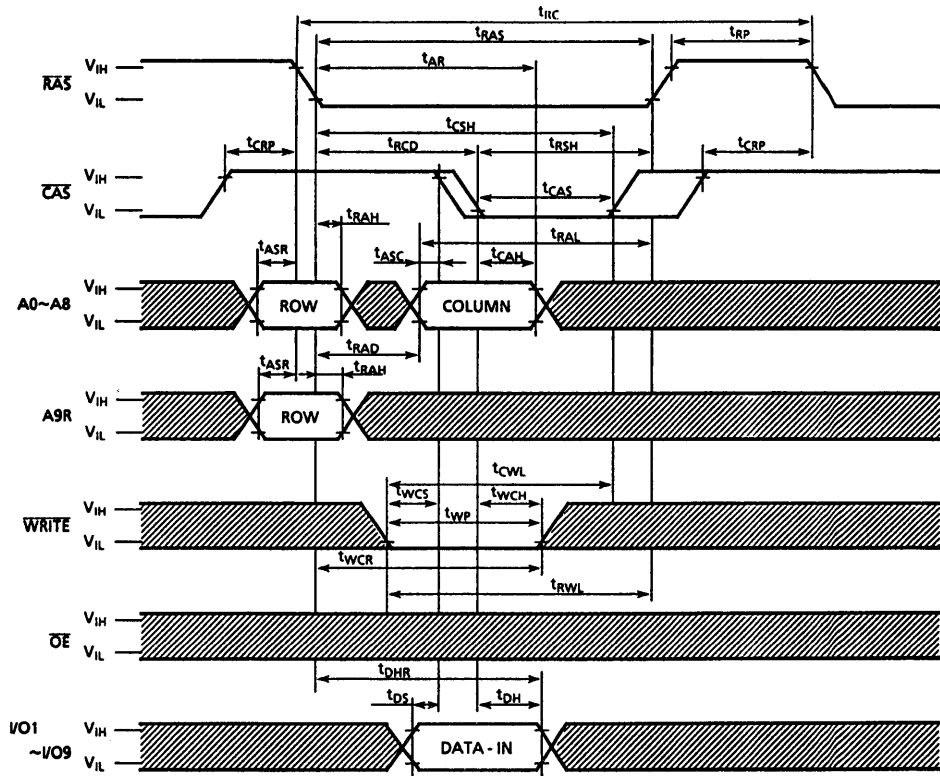 tRC
tRAS
tRP
tAR
VIH
RAS
VIL
tCSH
tCRP
tRCD
tRSH
tCRP
VIH
CAS
tCAS
VIL
tRAH
tRAL
tASR
tASC
tCAH
VIH
A0~A8
ROW
COLUMN
VIL
tRAD
tASR
tRAH
VIH
A9R
ROW
VIL
tCWL
tWCS
tWCH
VIH
WRITE
tWP
VIL
tWCR
tRWL
VIH
OE
VIL
tDHR
tDS
tDH
I/O1
VIH
~I/O9
DATA - IN
VIL